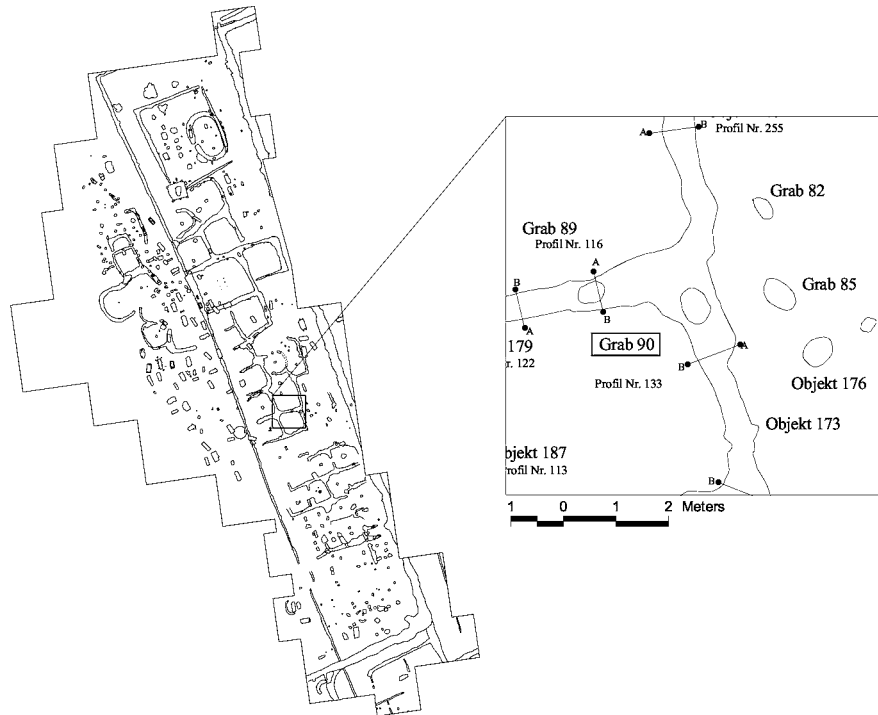 A
B
Profil Nr. 255
Grab 82
Grab 89
Profil Nr. 116
A
B
Grab 85
B
Grab 90
A
A
179
r. 122
B
Profil Nr. 133
Objekt 176
Objekt 173
bjekt 187
rofil Nr. 113
B
1 0 1 2 Meters